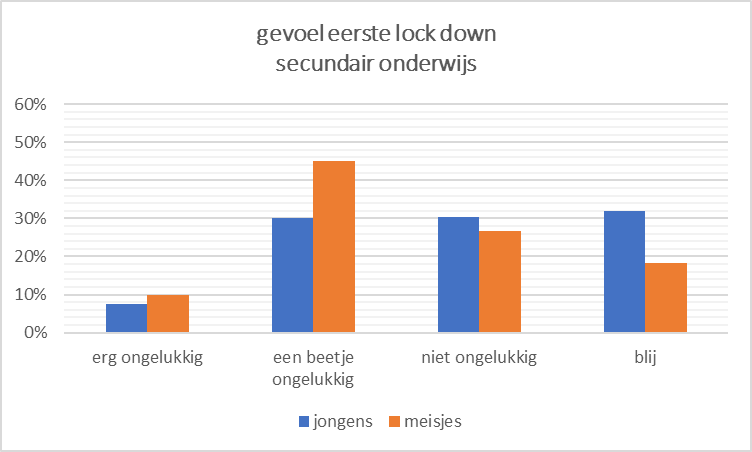 gevoel eerste lock down
secundair onderwijs
60%
50%
40%
30%
20%
10%
0%
erg ongelukkig
een beetje
ongelukkig
niet ongelukkig
blij
jongens
meisjes